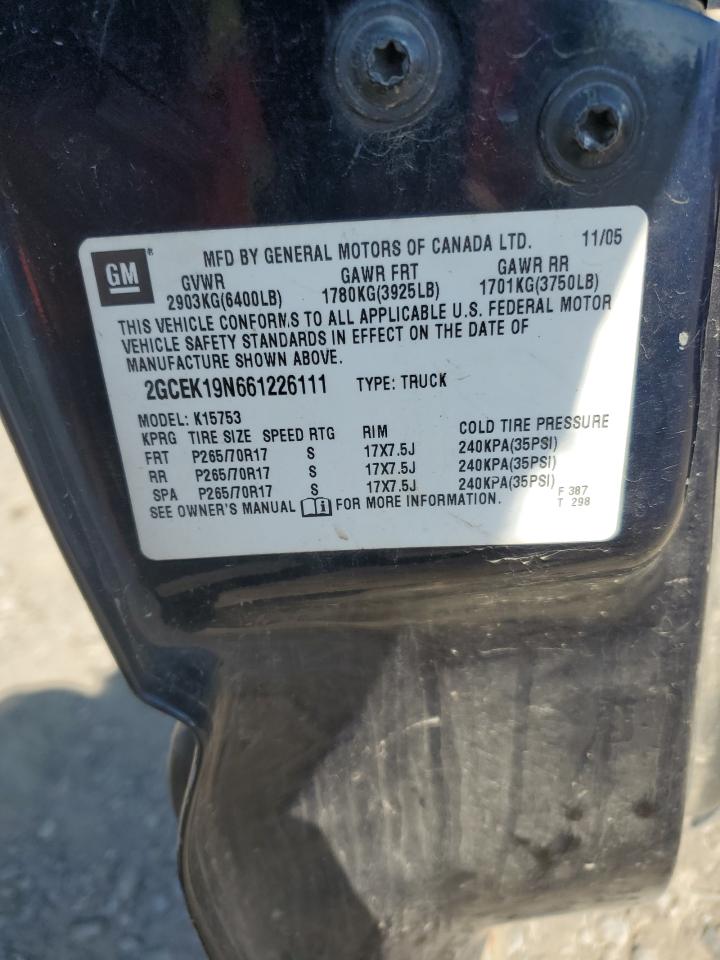 GM®
MFD BY GENERAL MOTORS OF CANADA LTD. 11/05
GVWR GAWR FRT GAWR RR
2903KG(6400LB) 1780KG(3925LB) 1701KG(3750LB)
THIS VEHICLE CONFORMS TO ALL APPLICABLE U.S. FEDERAL MOTOR
VEHICLE SAFETY STANDARDS IN EFFECT ON THE DATE OF
MANUFACTURE SHOWN ABOVE.
2GCEK19N661226111 TYPE: TRUCK
MODEL: K15753
KPRG TIRE SIZE SPEED RTG RIM COLD TIRE PRESSURE
FRT P265/70R17 S 17X7.5J 240KPA(35PSI)
RR P265/70R17 S 17X7.5J 240KPA(35PSI)
SPA P265/70R17 S 17X7.5J 240KPA(35PSI)
SEE OWNER'S MANUAL FOR MORE INFORMATION.
F 387
T 298